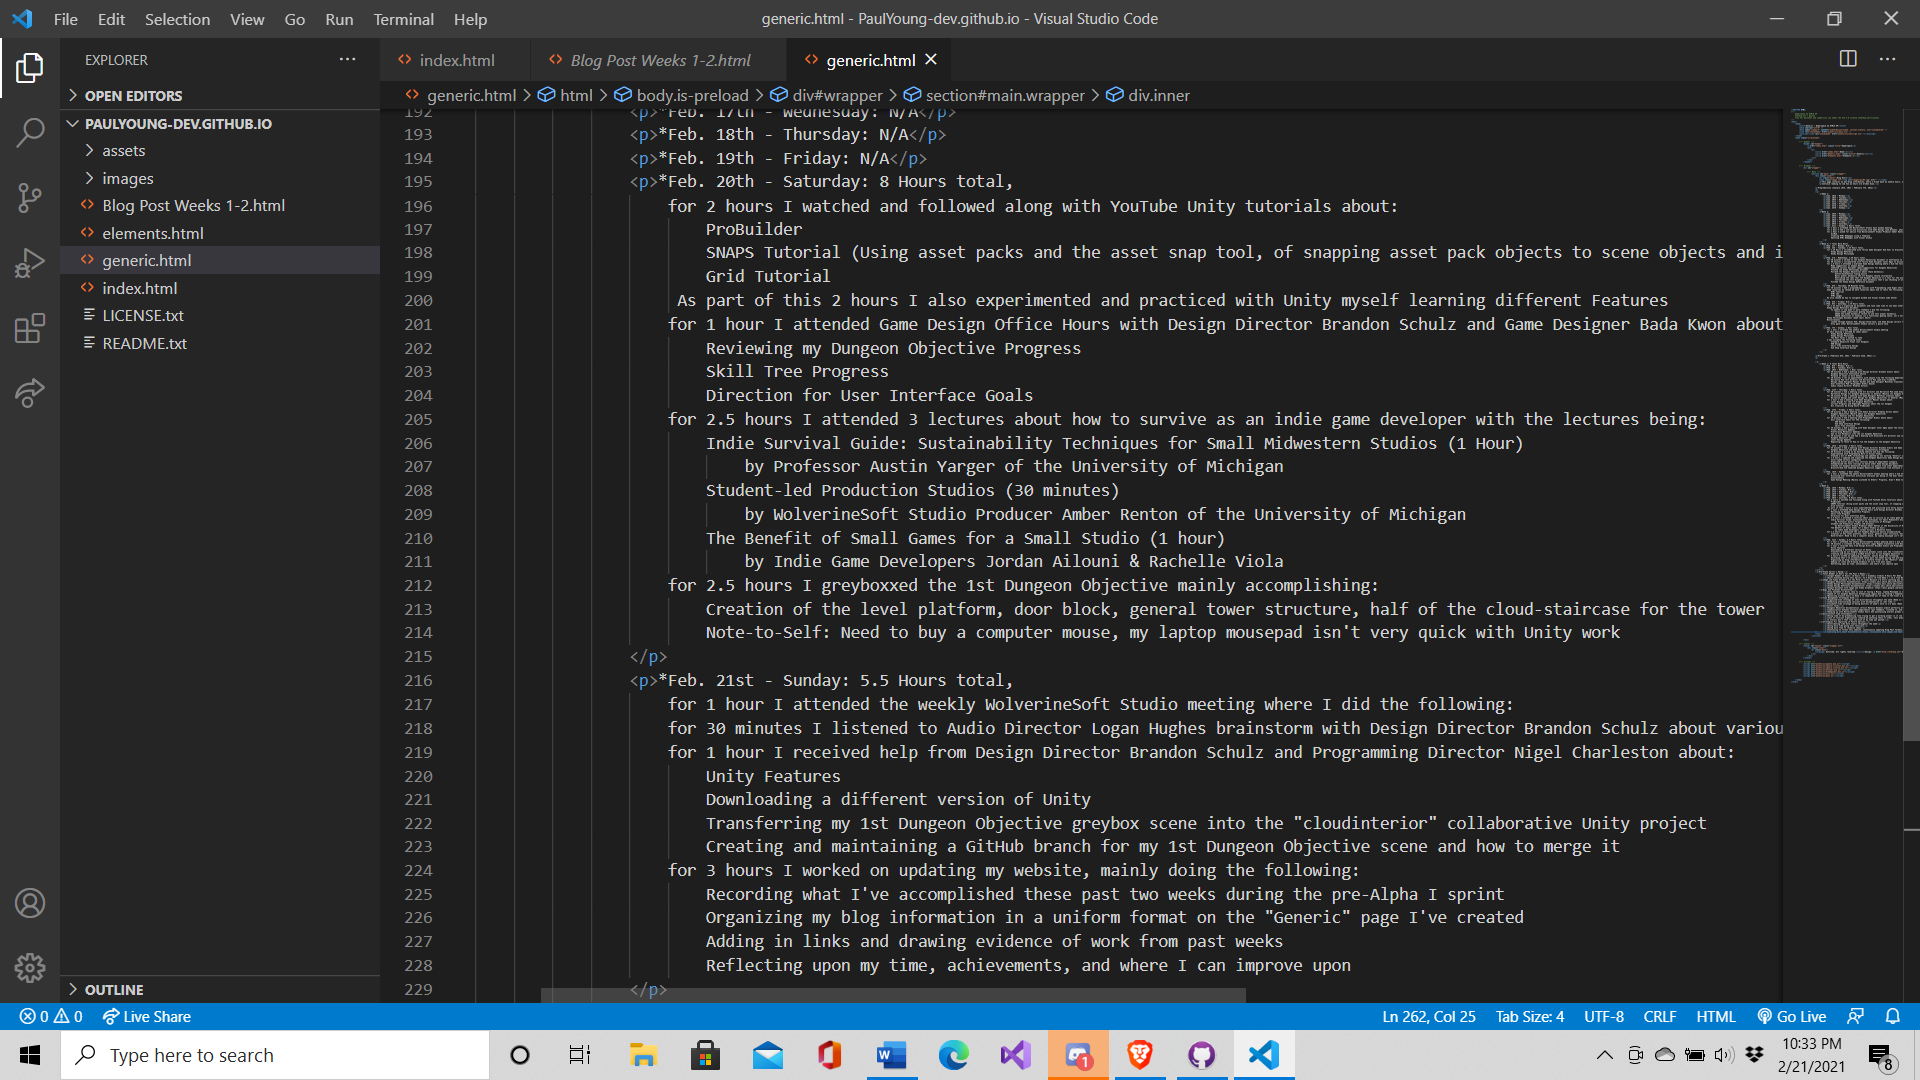 File Edit Selection View Go Run Terminal Help
generic.html - PaulYoung-dev.github.io - Visual Studio Code
EXPLORER
OPEN EDITORS
PAULYOUNG-DEV.GITHUB.IO
assets
images
Blog Post Weeks 1-2.html
elements.html
generic.html
index.html
LICENSE.txt
README.txt
OUTLINE
index.html
Blog Post Weeks 1-2.html
generic.html
generic.html > html > body.is-preload > div#wrapper > section#main.wrapper > div.inner
192 <p>*Feb. 17th - Wednesday: N/A</p>
193 <p>*Feb. 18th - Thursday: N/A</p>
194 <p>*Feb. 19th - Friday: N/A</p>
195 <p>*Feb. 20th - Saturday: 8 Hours total,
196 for 2 hours I watched and followed along with YouTube Unity tutorials about:
197 ProBuilder
198 SNAPS Tutorial (Using asset packs and the asset snap tool, of snapping asset pack objects to scene objects and i
199 Grid Tutorial
200 As part of this 2 hours I also experimented and practiced with Unity myself learning different Features
201 for 1 hour I attended Game Design Office Hours with Design Director Brandon Schulz and Game Designer Bada Kwon about
202 Reviewing my Dungeon Objective Progress
203 Skill Tree Progress
204 Direction for User Interface Goals
205 for 2.5 hours I attended 3 lectures about how to survive as an indie game developer with the lectures being:
206 Indie Survival Guide: Sustainability Techniques for Small Midwestern Studios (1 Hour)
207 by Professor Austin Yarger of the University of Michigan
208 Student-led Production Studios (30 minutes)
209 by WolverineSoft Studio Producer Amber Renton of the University of Michigan
210 The Benefit of Small Games for a Small Studio (1 hour)
211 by Indie Game Developers Jordan Ailouni & Rachelle Viola
212 for 2.5 hours I greyboxxed the 1st Dungeon Objective mainly accomplishing:
213 Creation of the level platform, door block, general tower structure, half of the cloud-staircase for the tower
214 Note-to-Self: Need to buy a computer mouse, my laptop mousepad isn't very quick with Unity work
215 </p>
216 <p>*Feb. 21st - Sunday: 5.5 Hours total,
217 for 1 hour I attended the weekly WolverineSoft Studio meeting where I did the following:
218 for 30 minutes I listened to Audio Director Logan Hughes brainstorm with Design Director Brandon Schulz about variou
219 for 1 hour I received help from Design Director Brandon Schulz and Programming Director Nigel Charleston about:
220 Unity Features
221 Downloading a different version of Unity
222 Transferring my 1st Dungeon Objective greybox scene into the "cloudinterior" collaborative Unity project
223 Creating and maintaining a GitHub branch for my 1st Dungeon Objective scene and how to merge it
224 for 3 hours I worked on updating my website, mainly doing the following:
225 Recording what I've accomplished these past two weeks during the pre-Alpha I sprint
226 Organizing my blog information in a uniform format on the "Generic" page I've created
227 Adding in links and drawing evidence of work from past weeks
228 Reflecting upon my time, achievements, and where I can improve upon
229 </p>
0 0 Live Share
Ln 262, Col 25 Tab Size: 4 UTF-8 CRLF HTML Go Live
Type here to search
1
10:33 PM
2/21/2021
8